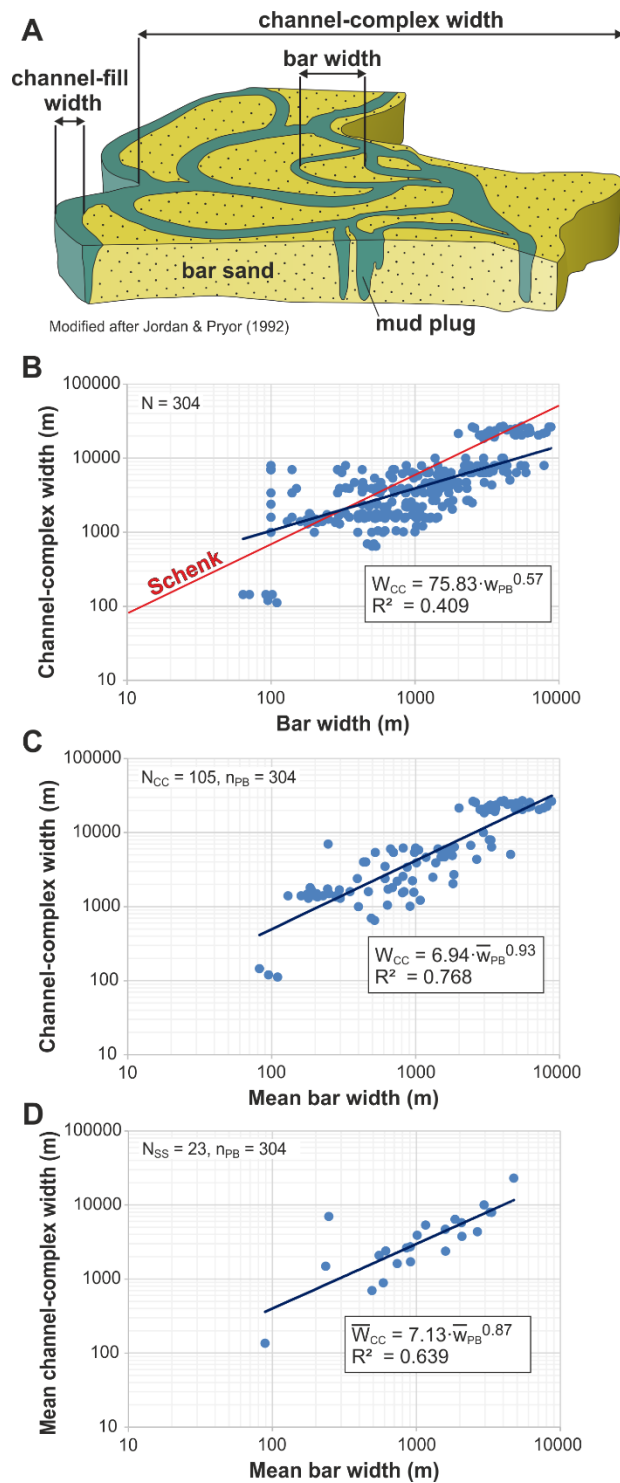 A
channel-complex width
bar width
channel-fill
width
bar sand
mud plug
Modified after Jordan & Pryor (1992)
B
Channel-complex width (m)
100000
10000
1000
100
10
N = 304
Schenk
W_CC = 75.83·w_PB^0.57
R² = 0.409
10 100 1000 10000
Bar width (m)
C
Channel-complex width (m)
100000
10000
1000
100
10
N_CC = 105, n_PB = 304
W_CC = 6.94·w̅_PB^0.93
R² = 0.768
10 100 1000 10000
Mean bar width (m)
D
Mean channel-complex width (m)
100000
10000
1000
100
10
N_SS = 23, n_PB = 304
W̅_CC = 7.13·w̅_PB^0.87
R² = 0.639
10 100 1000 10000
Mean bar width (m)